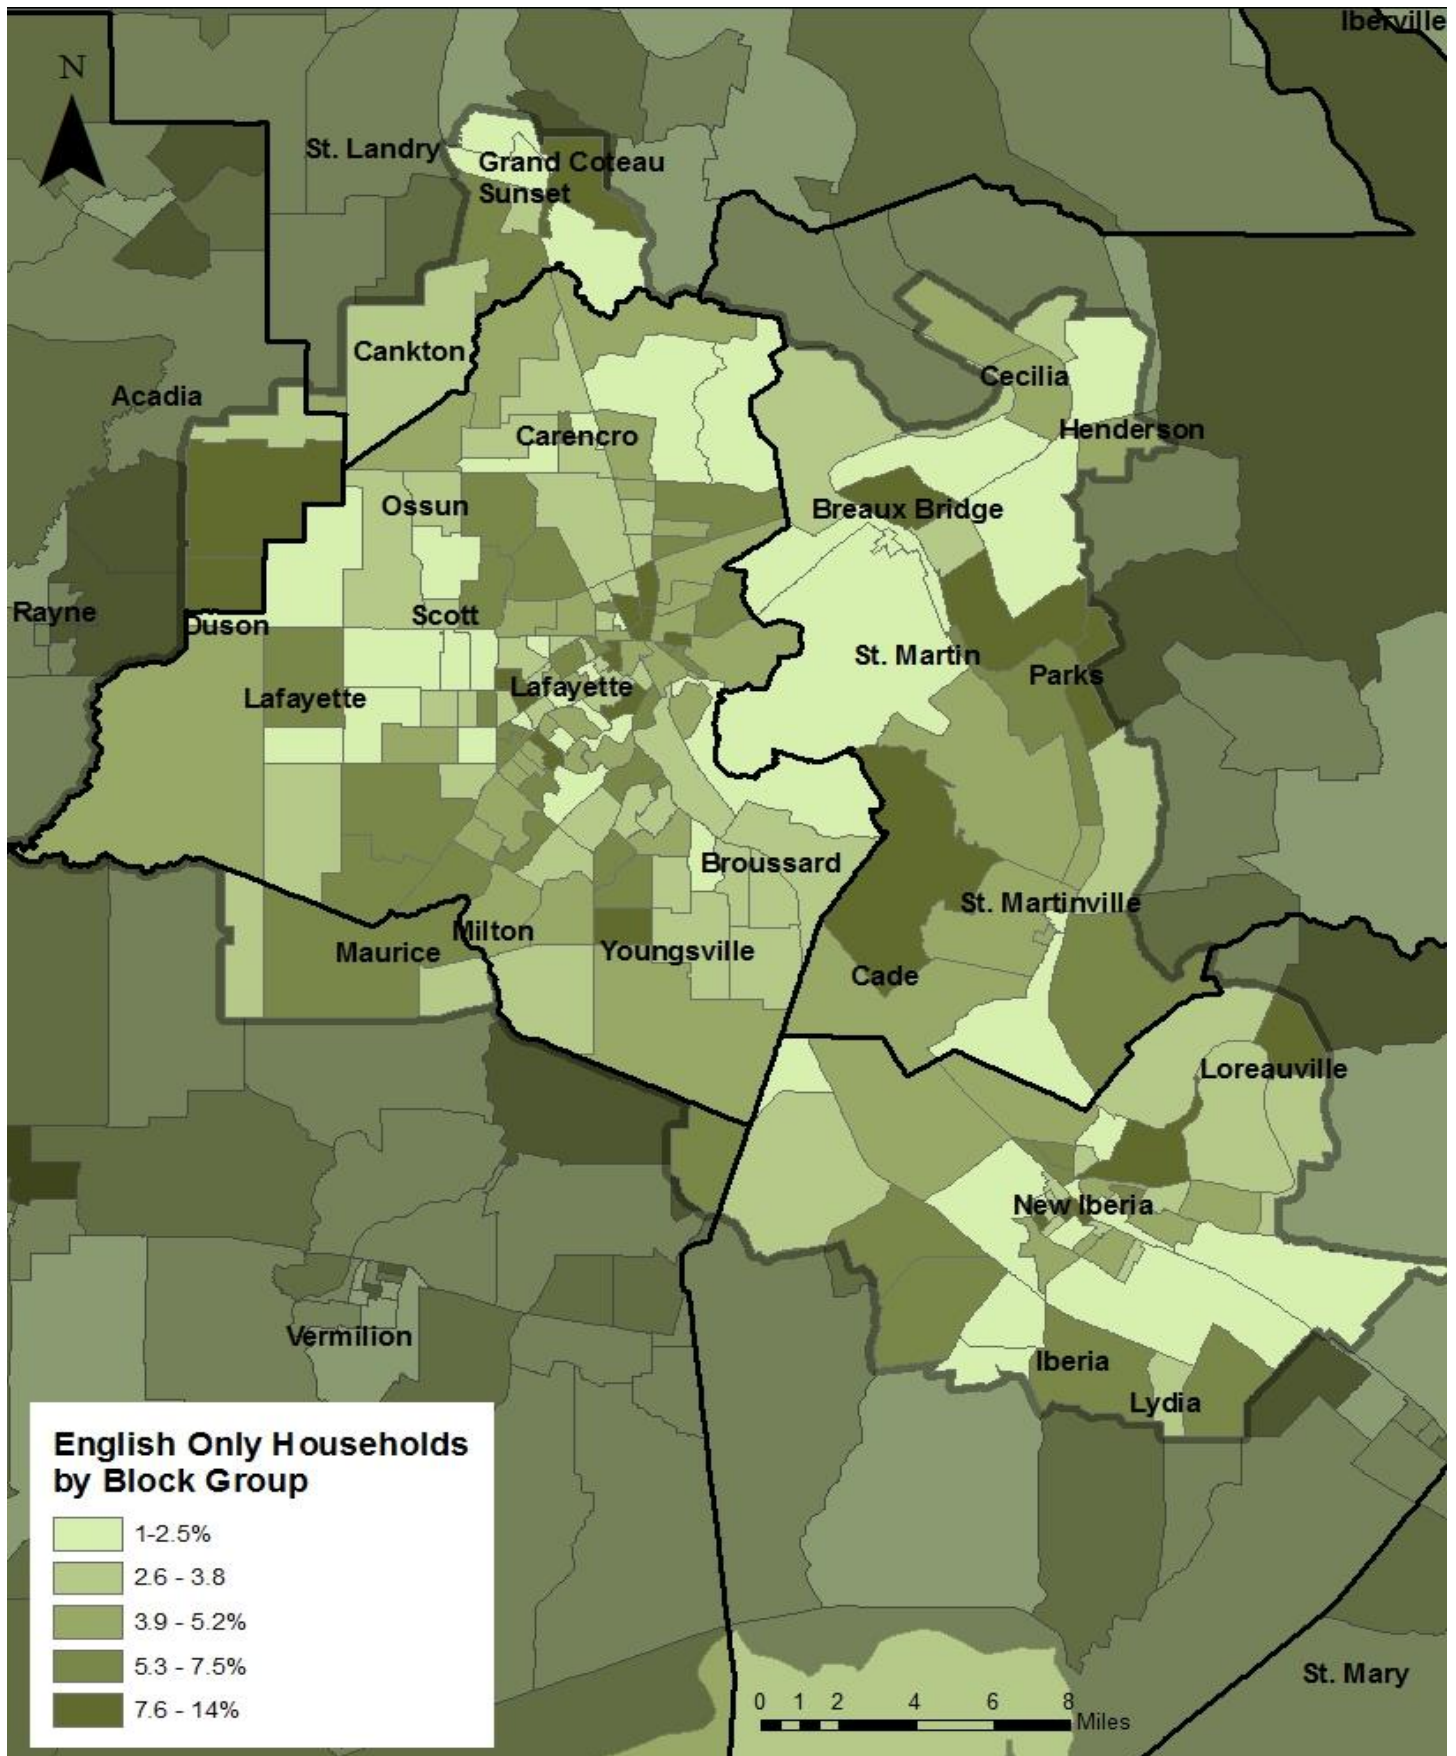 Iberville
N
St. Landry
Grand Coteau
Sunset
Cankton
Cecilia
Acadia
Henderson
Carencro
Ossun
Breaux Bridge
Rayne
Scott
Duson
St. Martin
Parks
Lafayette
Lafayette
Broussard
St. Martinville
Milton
Maurice
Youngsville
Cade
Loreauville
New Iberia
Vermilion
Iberia
Lydia
English Only Households
by Block Group
1-2.5%
2.6 - 3.8
3.9 - 5.2%
5.3 - 7.5%
7.6 - 14%
St. Mary
0 1 2 4 6 8
Miles